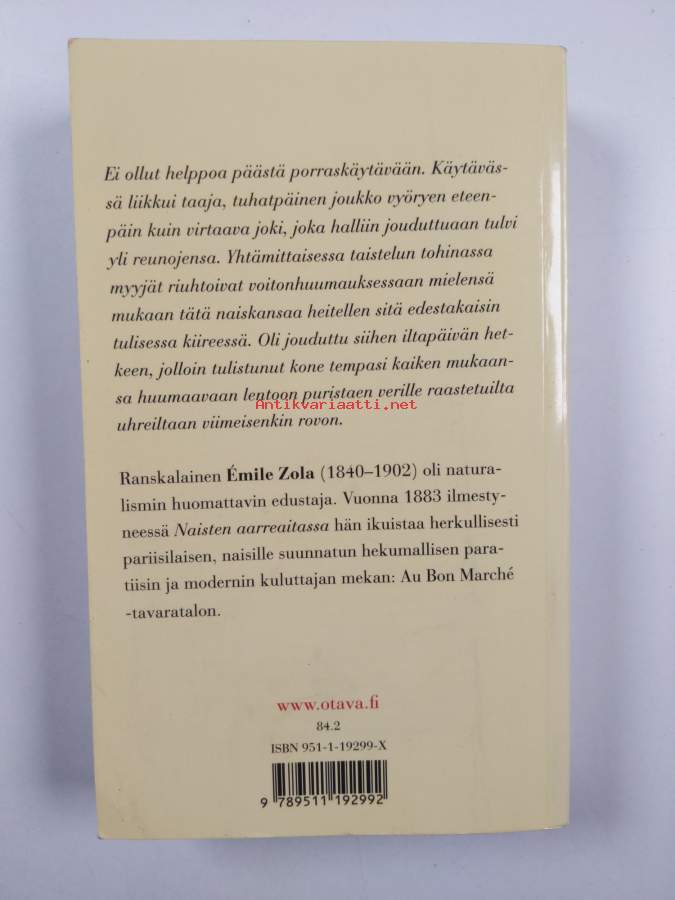 Ei ollut helppoa päästä porraskäytävään. Käytäväs-
sä liikkui taaja, tuhatpäinen joukko vyöryen eteen-
päin kuin virtaava joki, joka halliin jouduttuaan tulvi
yli reunojensa. Yhtämittaisessa taistelun tohinassa
myyjät riuhtoivat voitonhuumauksessaan mielensä
mukaan tätä naiskansaa heitellen sitä edestakaisin
tulisessa kiireessä. Oli jouduttu siihen iltapäivän het-
keen, jolloin tulistunut kone tempasi kaiken mukaan-
sa huumaavaan lentoon puristaen verille raastetuilta
Antikvariaatti.net
uhreiltaan viimeisenkin rovon.
Ranskalainen Émile Zola (1840–1902) oli natura-
lismin huomattavin edustaja. Vuonna 1883 ilmesty-
neessä Naisten aarreaitassa hän ikuistaa herkullisesti
pariisilaisen, naisille suunnatun hekumallisen para-
tiisin ja modernin kuluttajan mekan: Au Bon Marché
-tavaratalon.
www.otava.fi
84.2
ISBN 951-1-19299-X
9 789511 192992